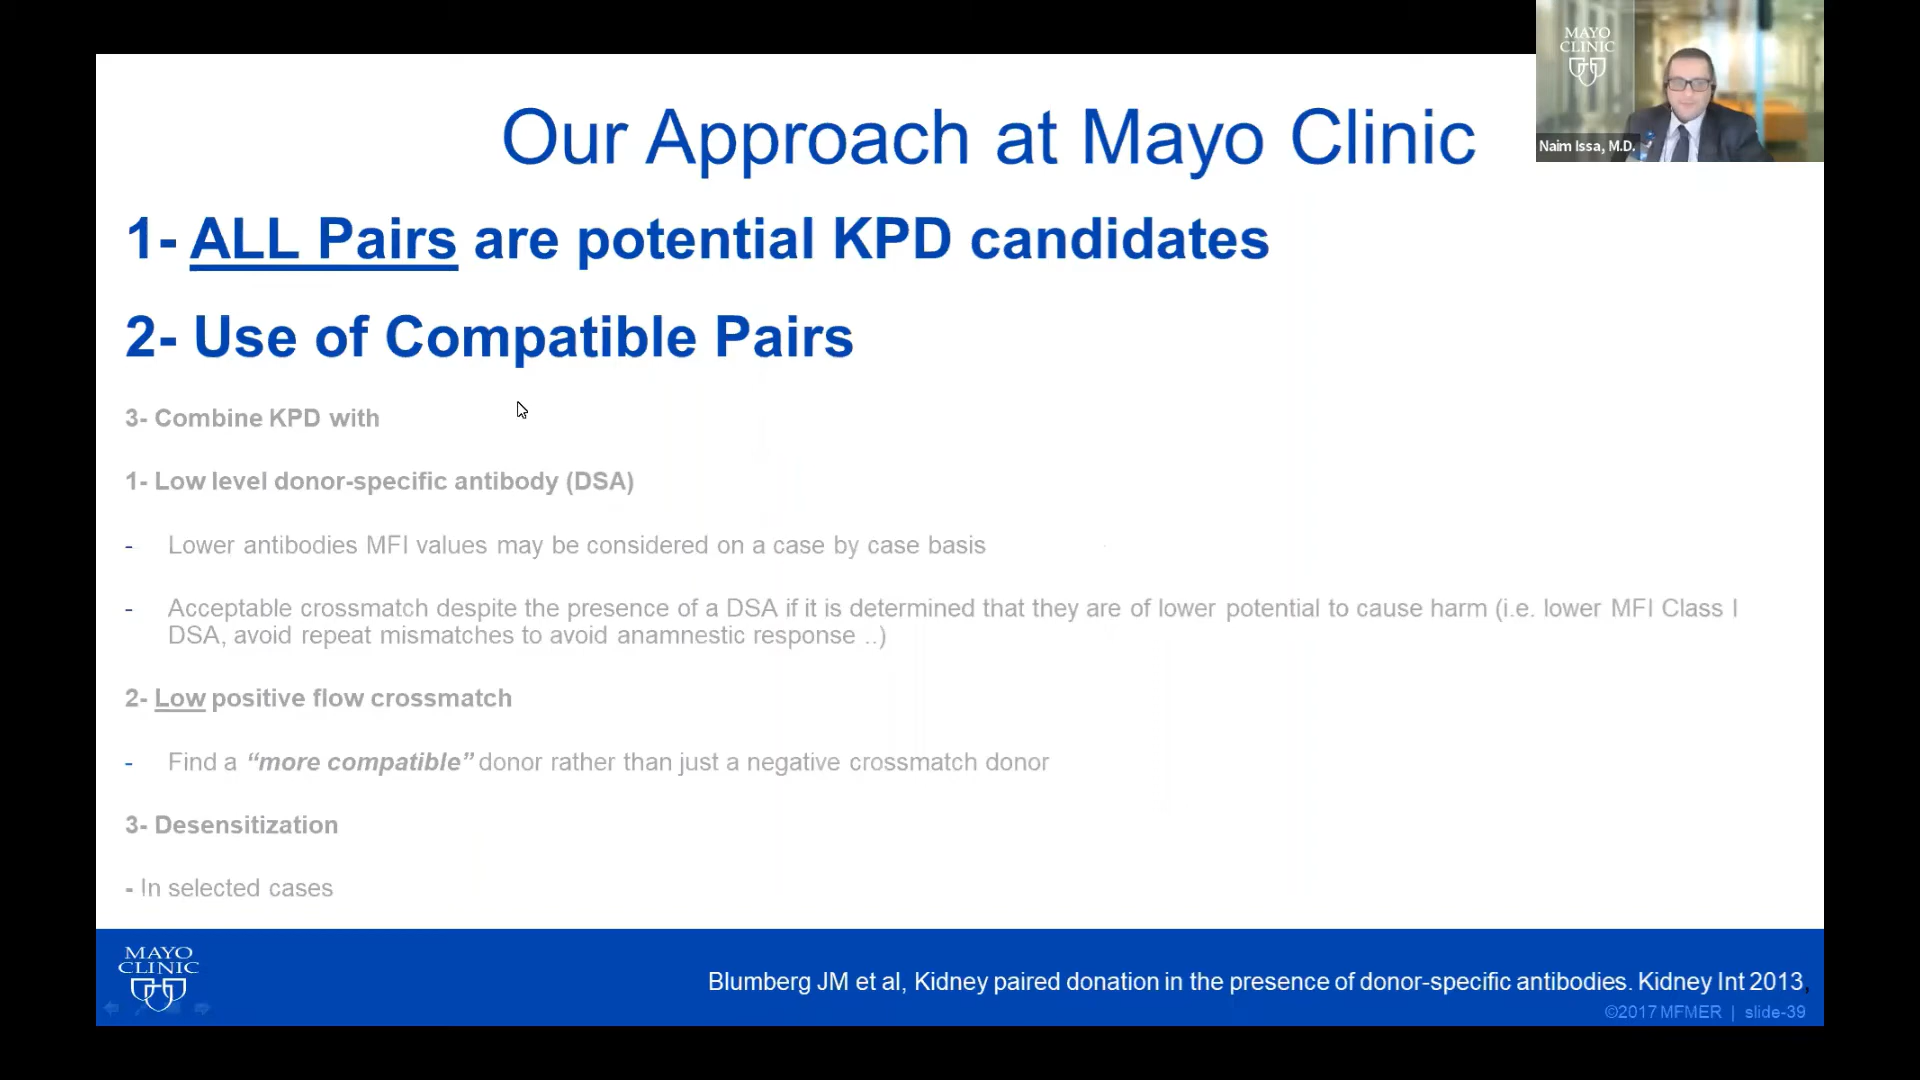 MAYO
CLINIC
Naim Issa, M.D.
Our Approach at Mayo Clinic
1- ALL Pairs are potential KPD candidates
2- Use of Compatible Pairs
3- Combine KPD with
1- Low level donor-specific antibody (DSA)
- Lower antibodies MFI values may be considered on a case by case basis
- Acceptable crossmatch despite the presence of a DSA if it is determined that they are of lower potential to cause harm (i.e. lower MFI Class I
DSA, avoid repeat mismatches to avoid anamnestic response ..)
2- Low positive flow crossmatch
- Find a “more compatible” donor rather than just a negative crossmatch donor
3- Desensitization
- In selected cases
MAYO
CLINIC
Blumberg JM et al, Kidney paired donation in the presence of donor-specific antibodies. Kidney Int 2013,
©2017 MFMER | slide-39